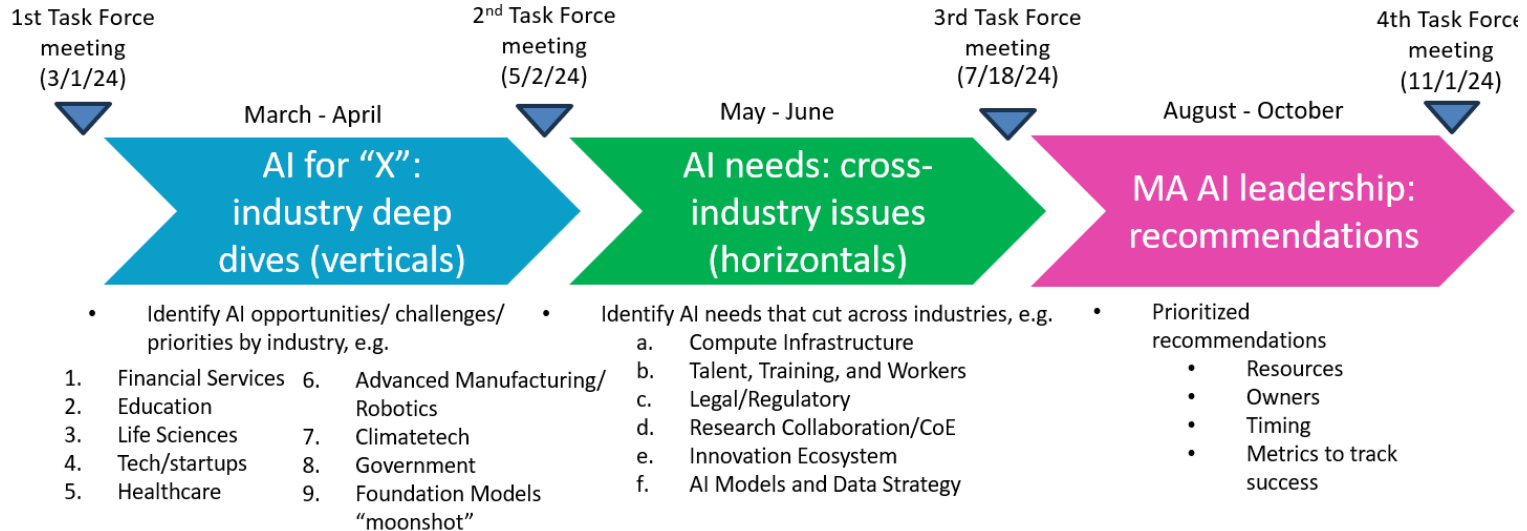 1st Task Force
meeting
(3/1/24)
2nd Task Force
meeting
(5/2/24)
3rd Task Force
meeting
(7/18/24)
4th Task Force
meeting
(11/1/24)
March - April
May - June
August - October
AI for “X”:
industry deep
dives (verticals)
AI needs: cross-
industry issues
(horizontals)
MA AI leadership:
recommendations
• Identify AI opportunities/ challenges/
priorities by industry, e.g.
1. Financial Services
2. Education
3. Life Sciences
4. Tech/startups
5. Healthcare
6. Advanced Manufacturing/
Robotics
7. Climatetech
8. Government
9. Foundation Models
“moonshot”
• Identify AI needs that cut across industries, e.g.
a. Compute Infrastructure
b. Talent, Training, and Workers
c. Legal/Regulatory
d. Research Collaboration/CoE
e. Innovation Ecosystem
f. AI Models and Data Strategy
• Prioritized
recommendations
• Resources
• Owners
• Timing
• Metrics to track
success